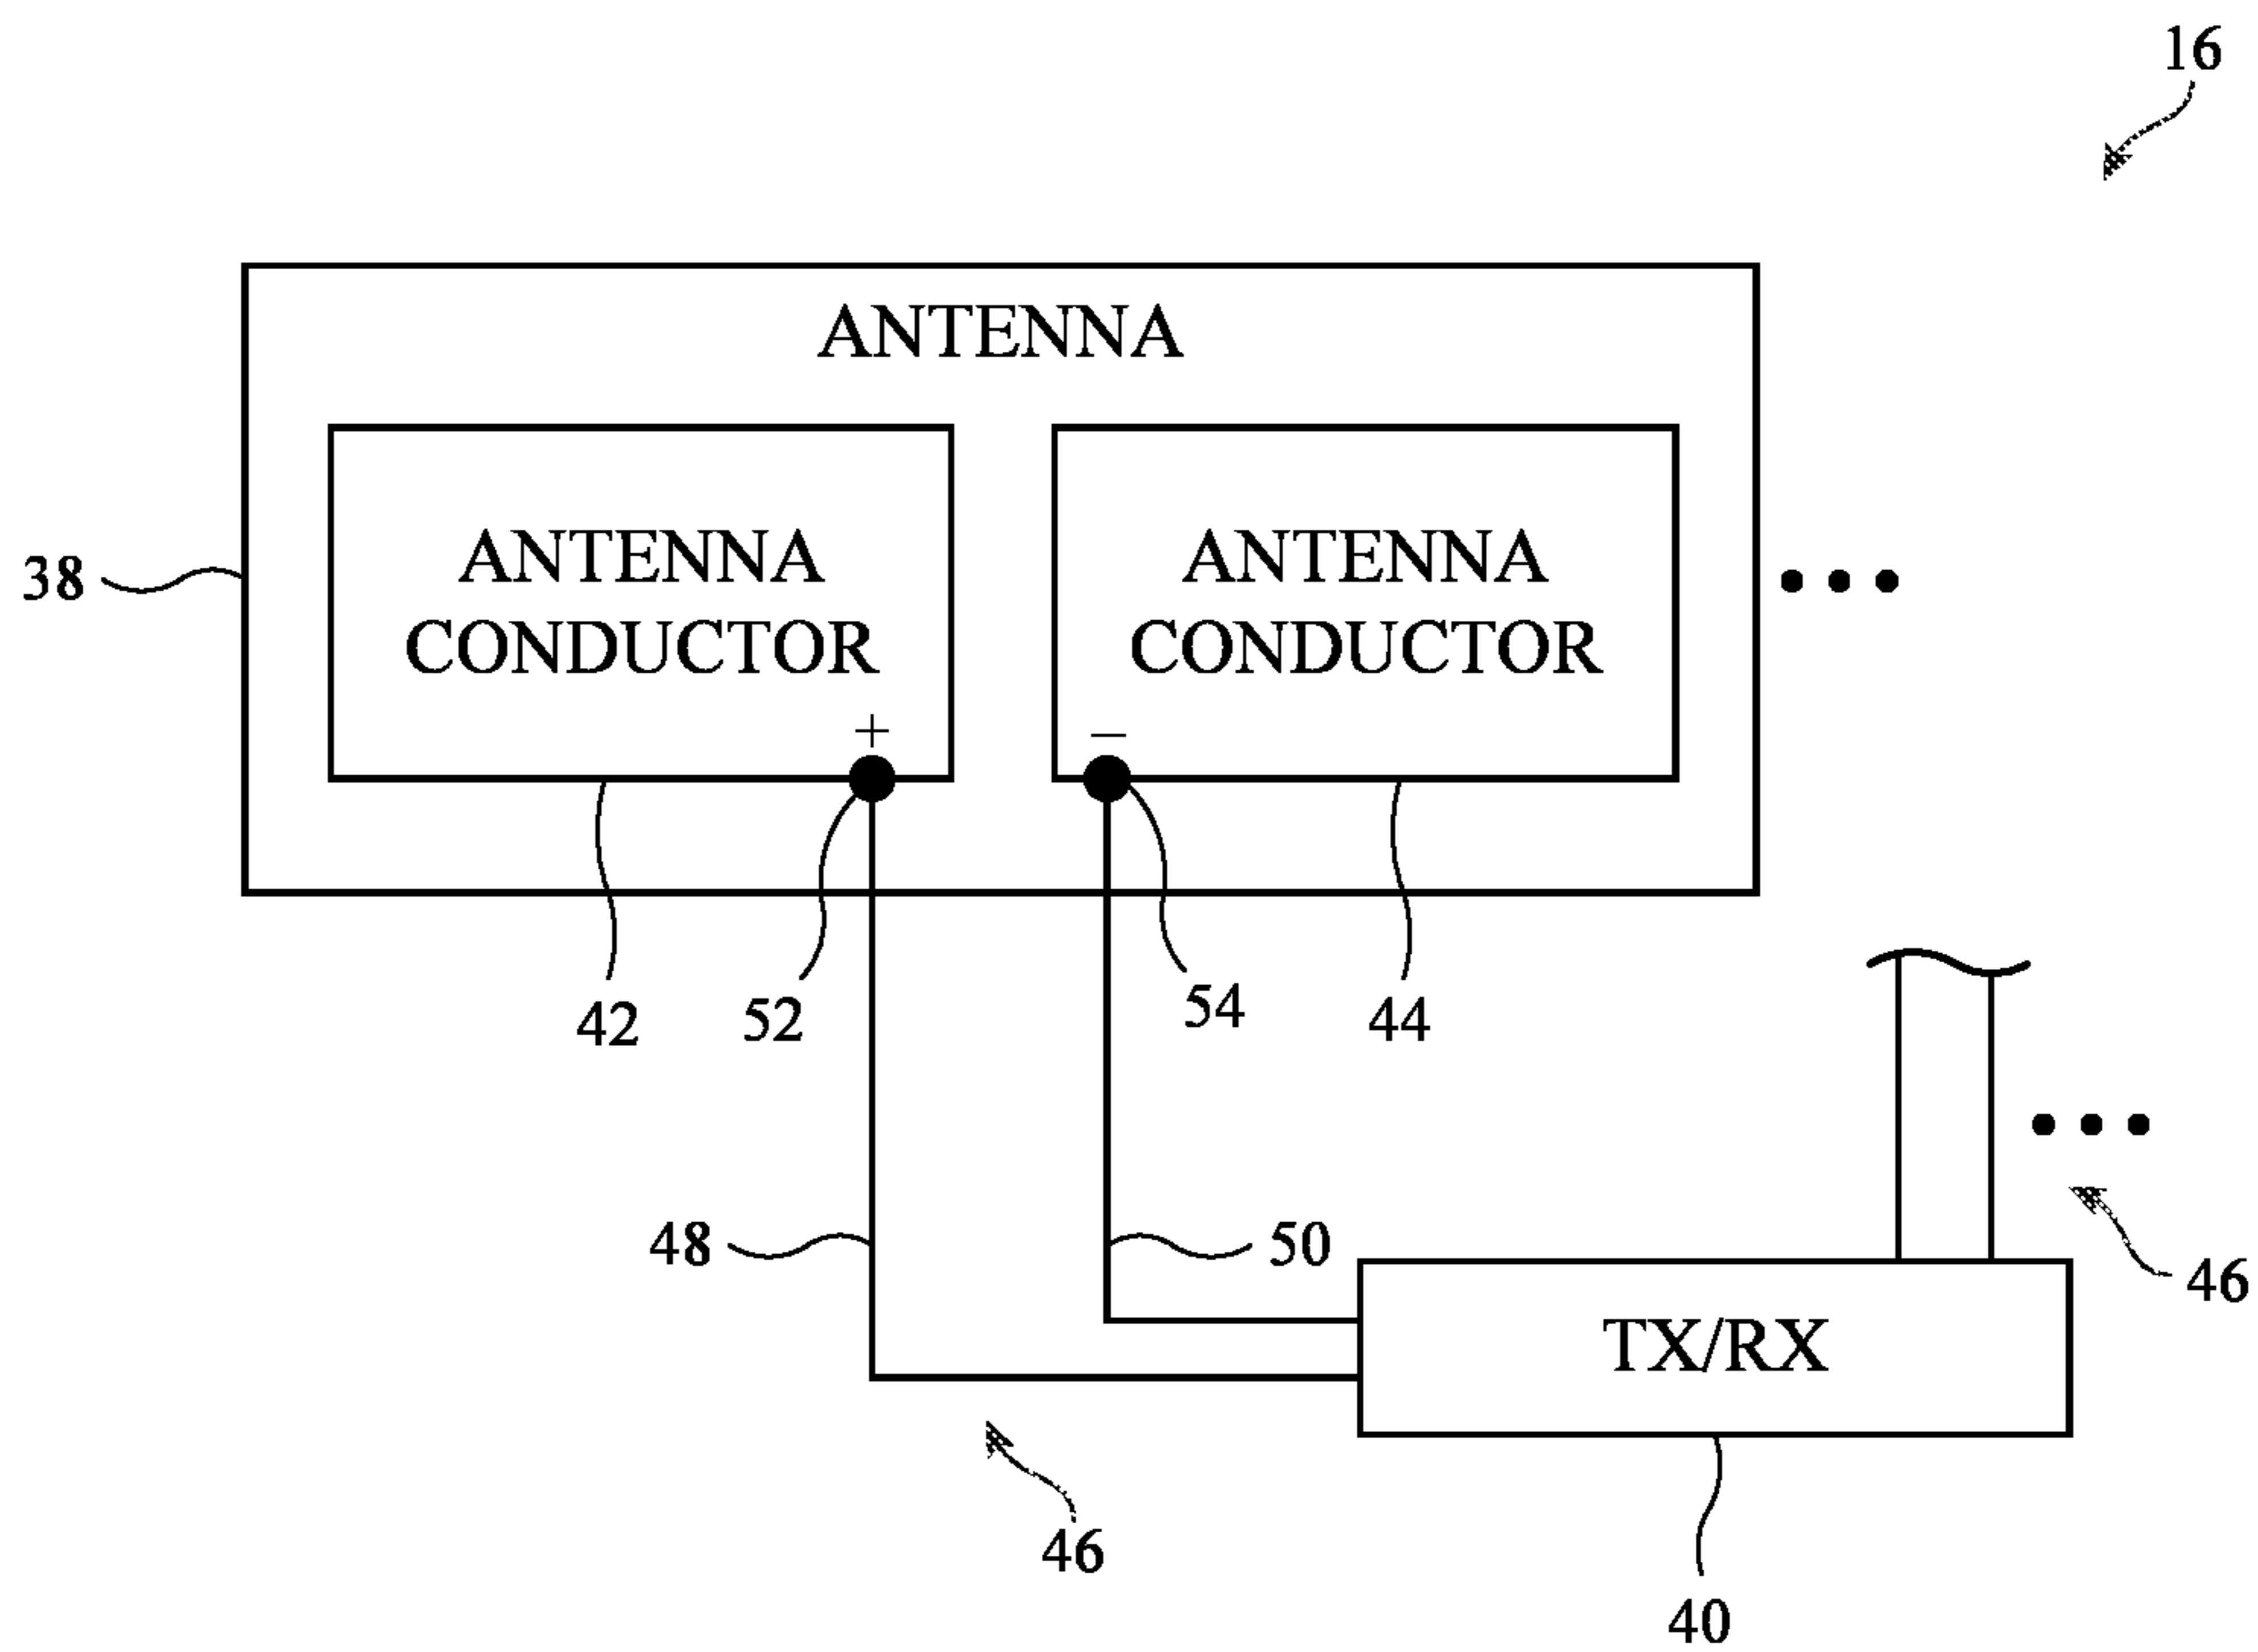 16
ANTENNA
ANTENNA
CONDUCTOR
ANTENNA
CONDUCTOR
38
+
−
42
52
54
44
48
50
46
TX/RX
46
40